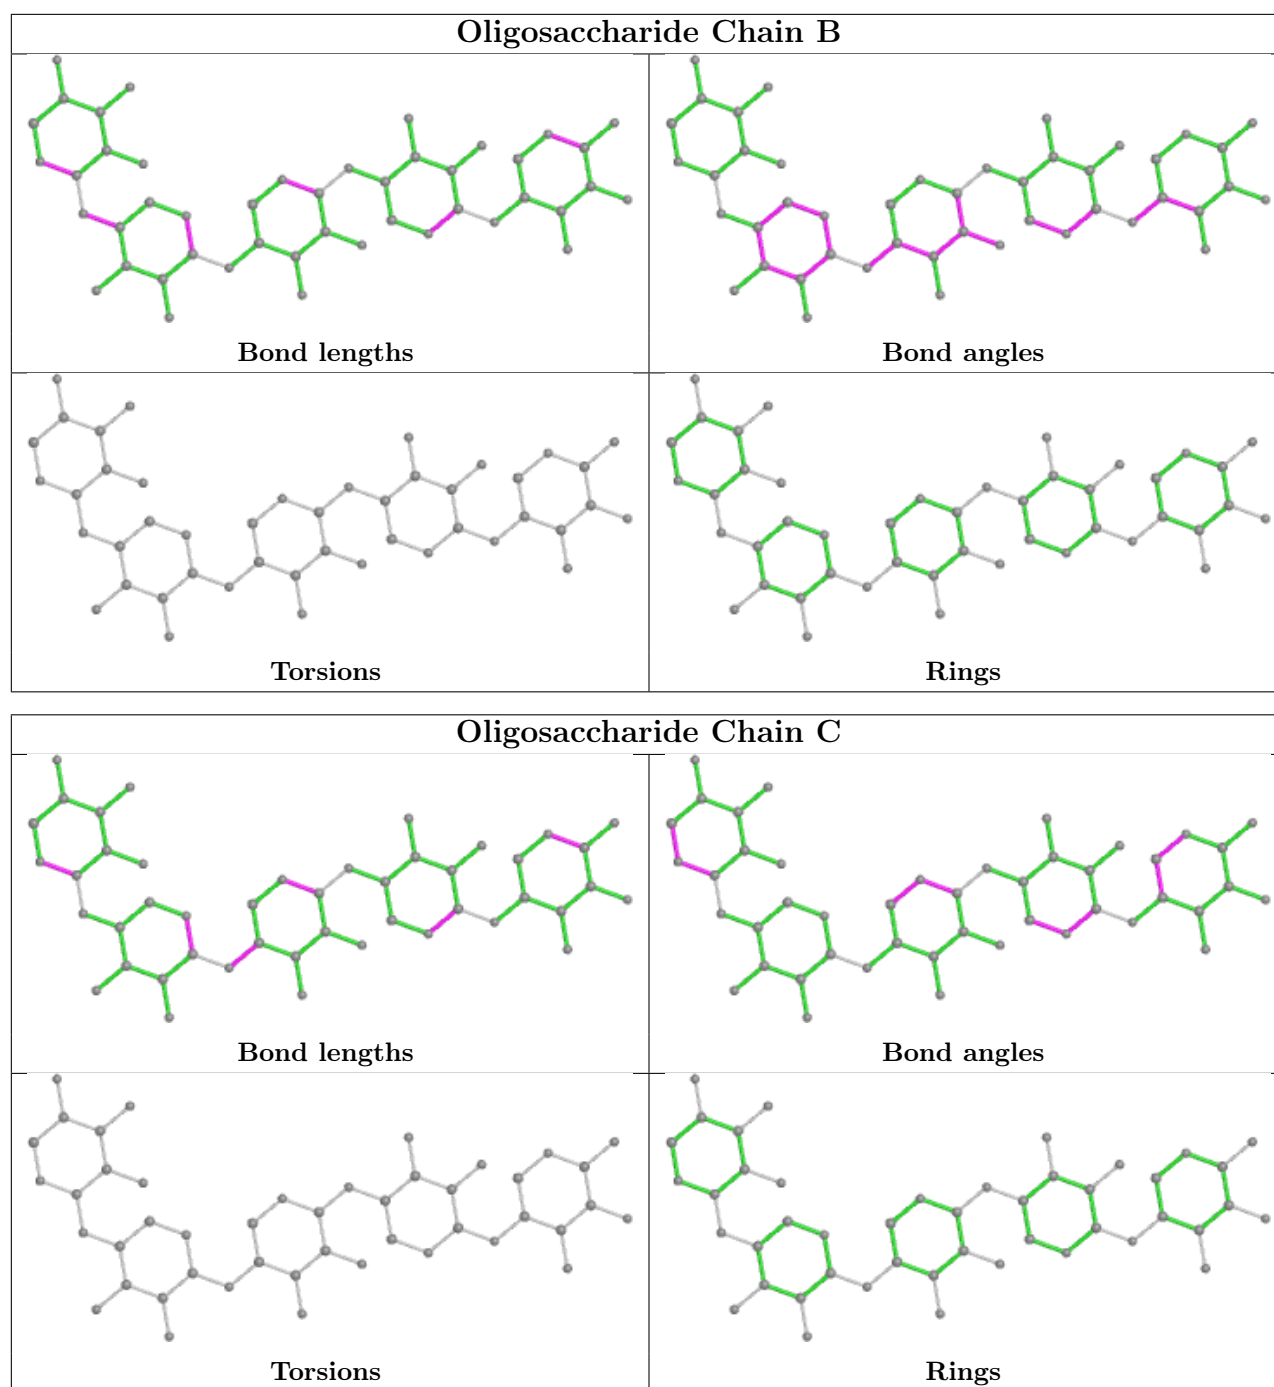 Oligosaccharide Chain B
Bond lengths
Bond angles
Torsions
Rings
Oligosaccharide Chain C
Bond lengths
Bond angles
Torsions
Rings